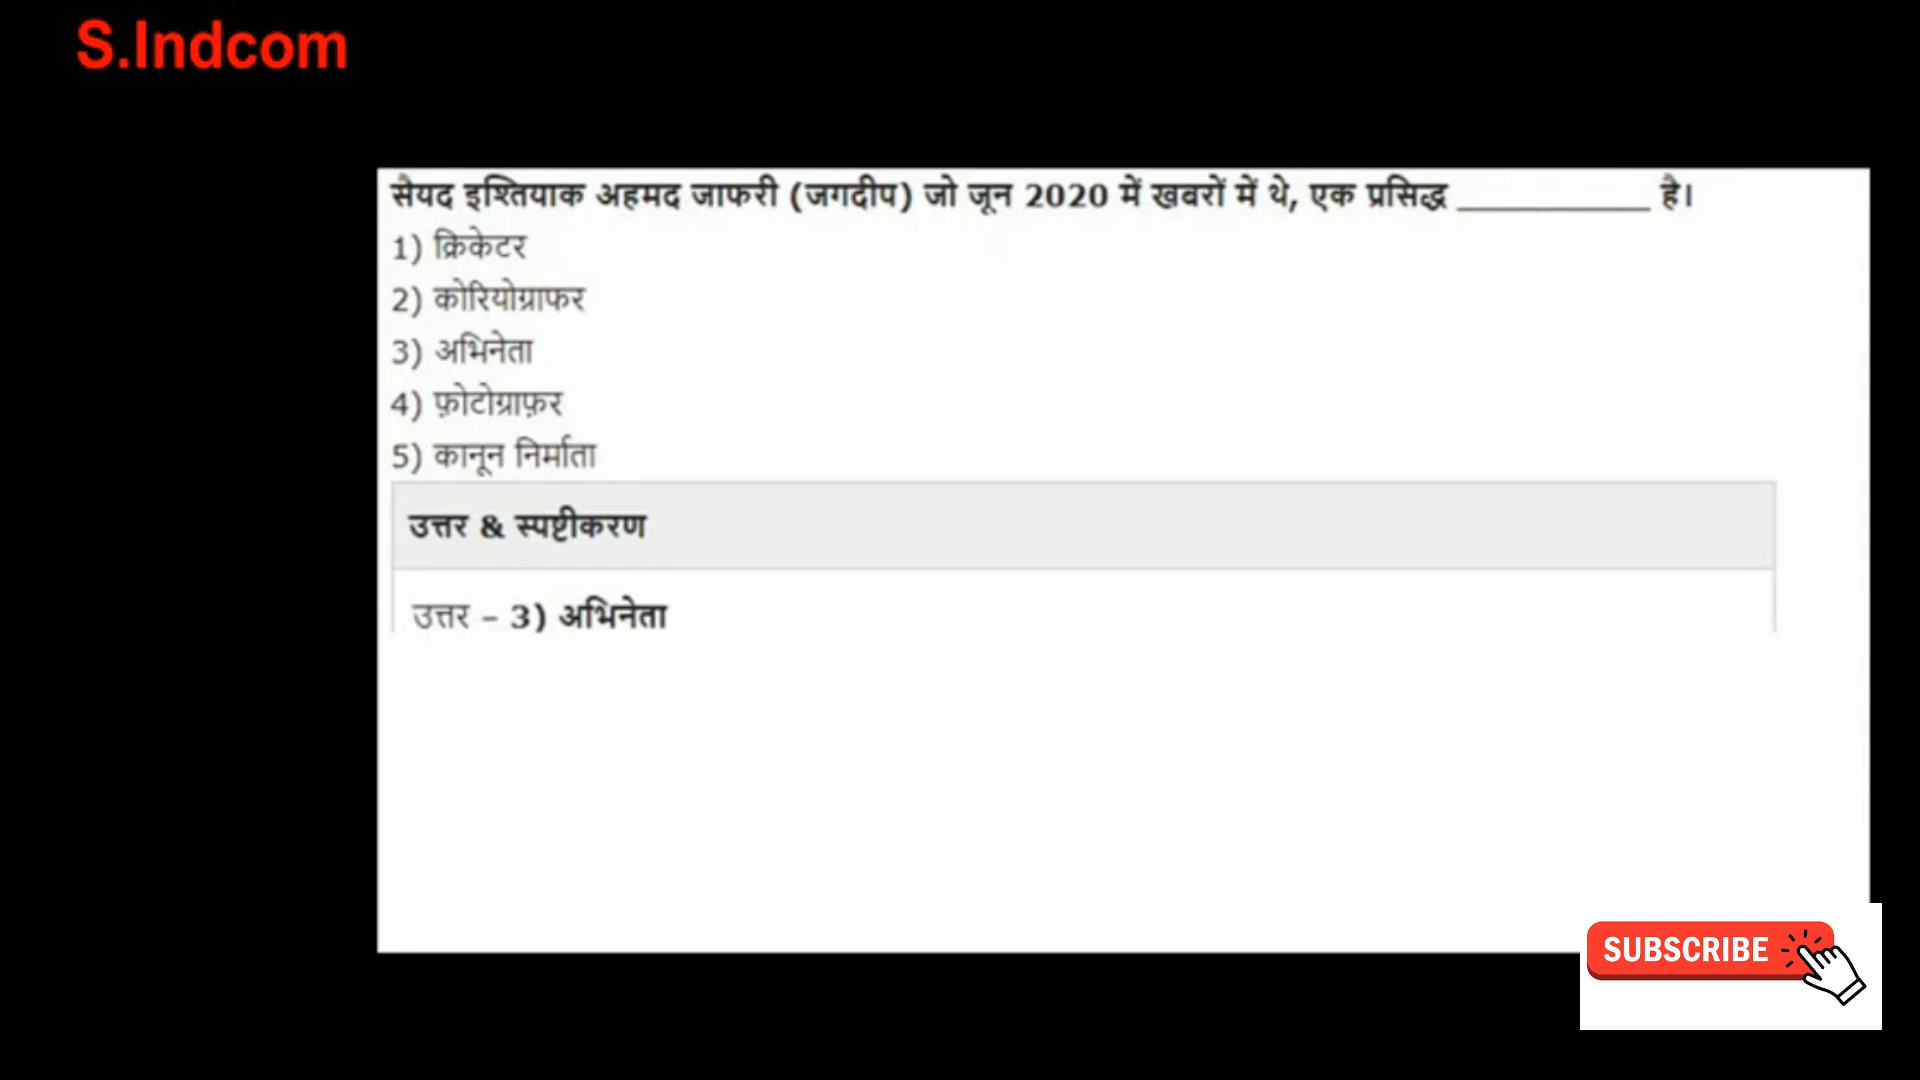 S.Indcom
सैयद इश्तियाक अहमद जाफरी (जगदीप) जो जून 2020 में खबरों में थे, एक प्रसिद्ध ____________ है।
1) क्रिकेटर
2) कोरियोग्राफर
3) अभिनेता
4) फ़ोटोग्राफ़र
5) कानून निर्माता
उत्तर & स्पष्टीकरण
उत्तर – 3) अभिनेता
SUBSCRIBE